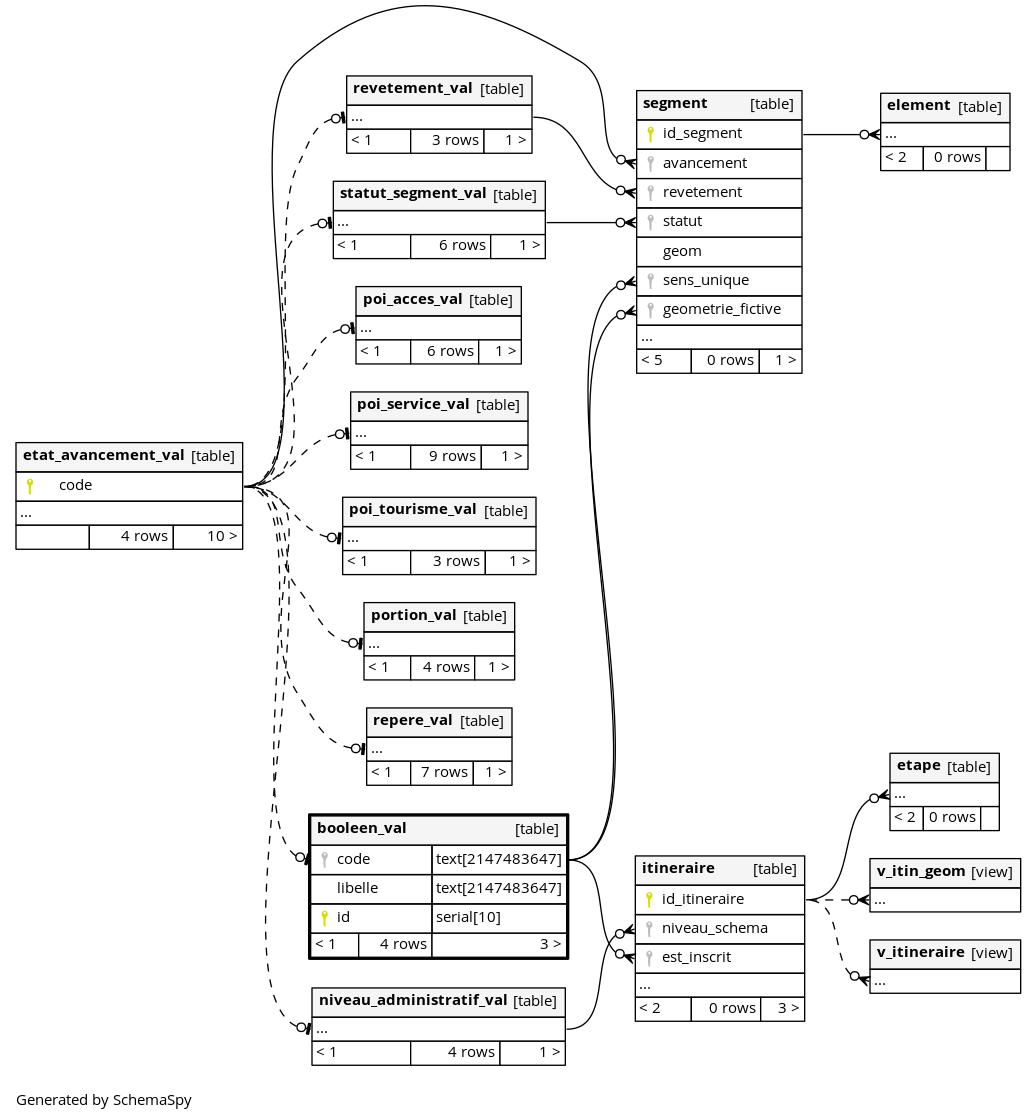 revetement_val [table]
...
< 1 3 rows 1 >
statut_segment_val [table]
...
< 1 6 rows 1 >
poi_acces_val [table]
...
< 1 6 rows 1 >
poi_service_val [table]
...
< 1 9 rows 1 >
etat_avancement_val [table]
code
...
4 rows 10 >
poi_tourisme_val [table]
...
< 1 3 rows 1 >
portion_val [table]
...
< 1 4 rows 1 >
repere_val [table]
...
< 1 7 rows 1 >
booleen_val [table]
code text[2147483647]
libelle text[2147483647]
id serial[10]
< 1 4 rows 3 >
niveau_administratif_val [table]
...
< 1 4 rows 1 >
segment [table]
id_segment
avancement
revetement
statut
geom
sens_unique
geometrie_fictive
...
< 5 0 rows 1 >
element [table]
...
< 2 0 rows
itineraire [table]
id_itineraire
niveau_schema
est_inscrit
...
< 2 0 rows 3 >
etape [table]
...
< 2 0 rows
v_itin_geom [view]
...
v_itineraire [view]
...
Generated by SchemaSpy